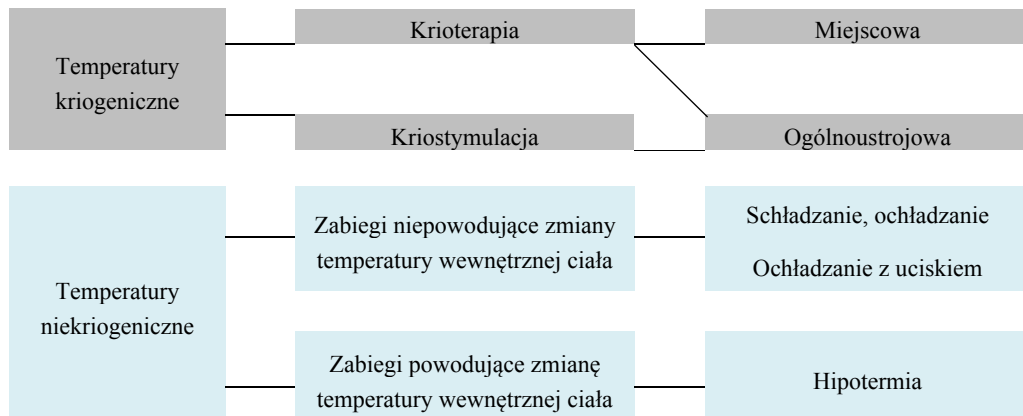 Temperatury
kriogeniczne
Krioterapia
Miejscowa
Kriostymulacja
Ogólnoustrojowa
Temperatury
niekriogeniczne
Zabiegi niepowodujące zmiany
temperatury wewnętrznej ciała
Schładzanie, ochładzanie
Ochładzanie z uciskiem
Zabiegi powodujące zmianę
temperatury wewnętrznej ciała
Hipotermia